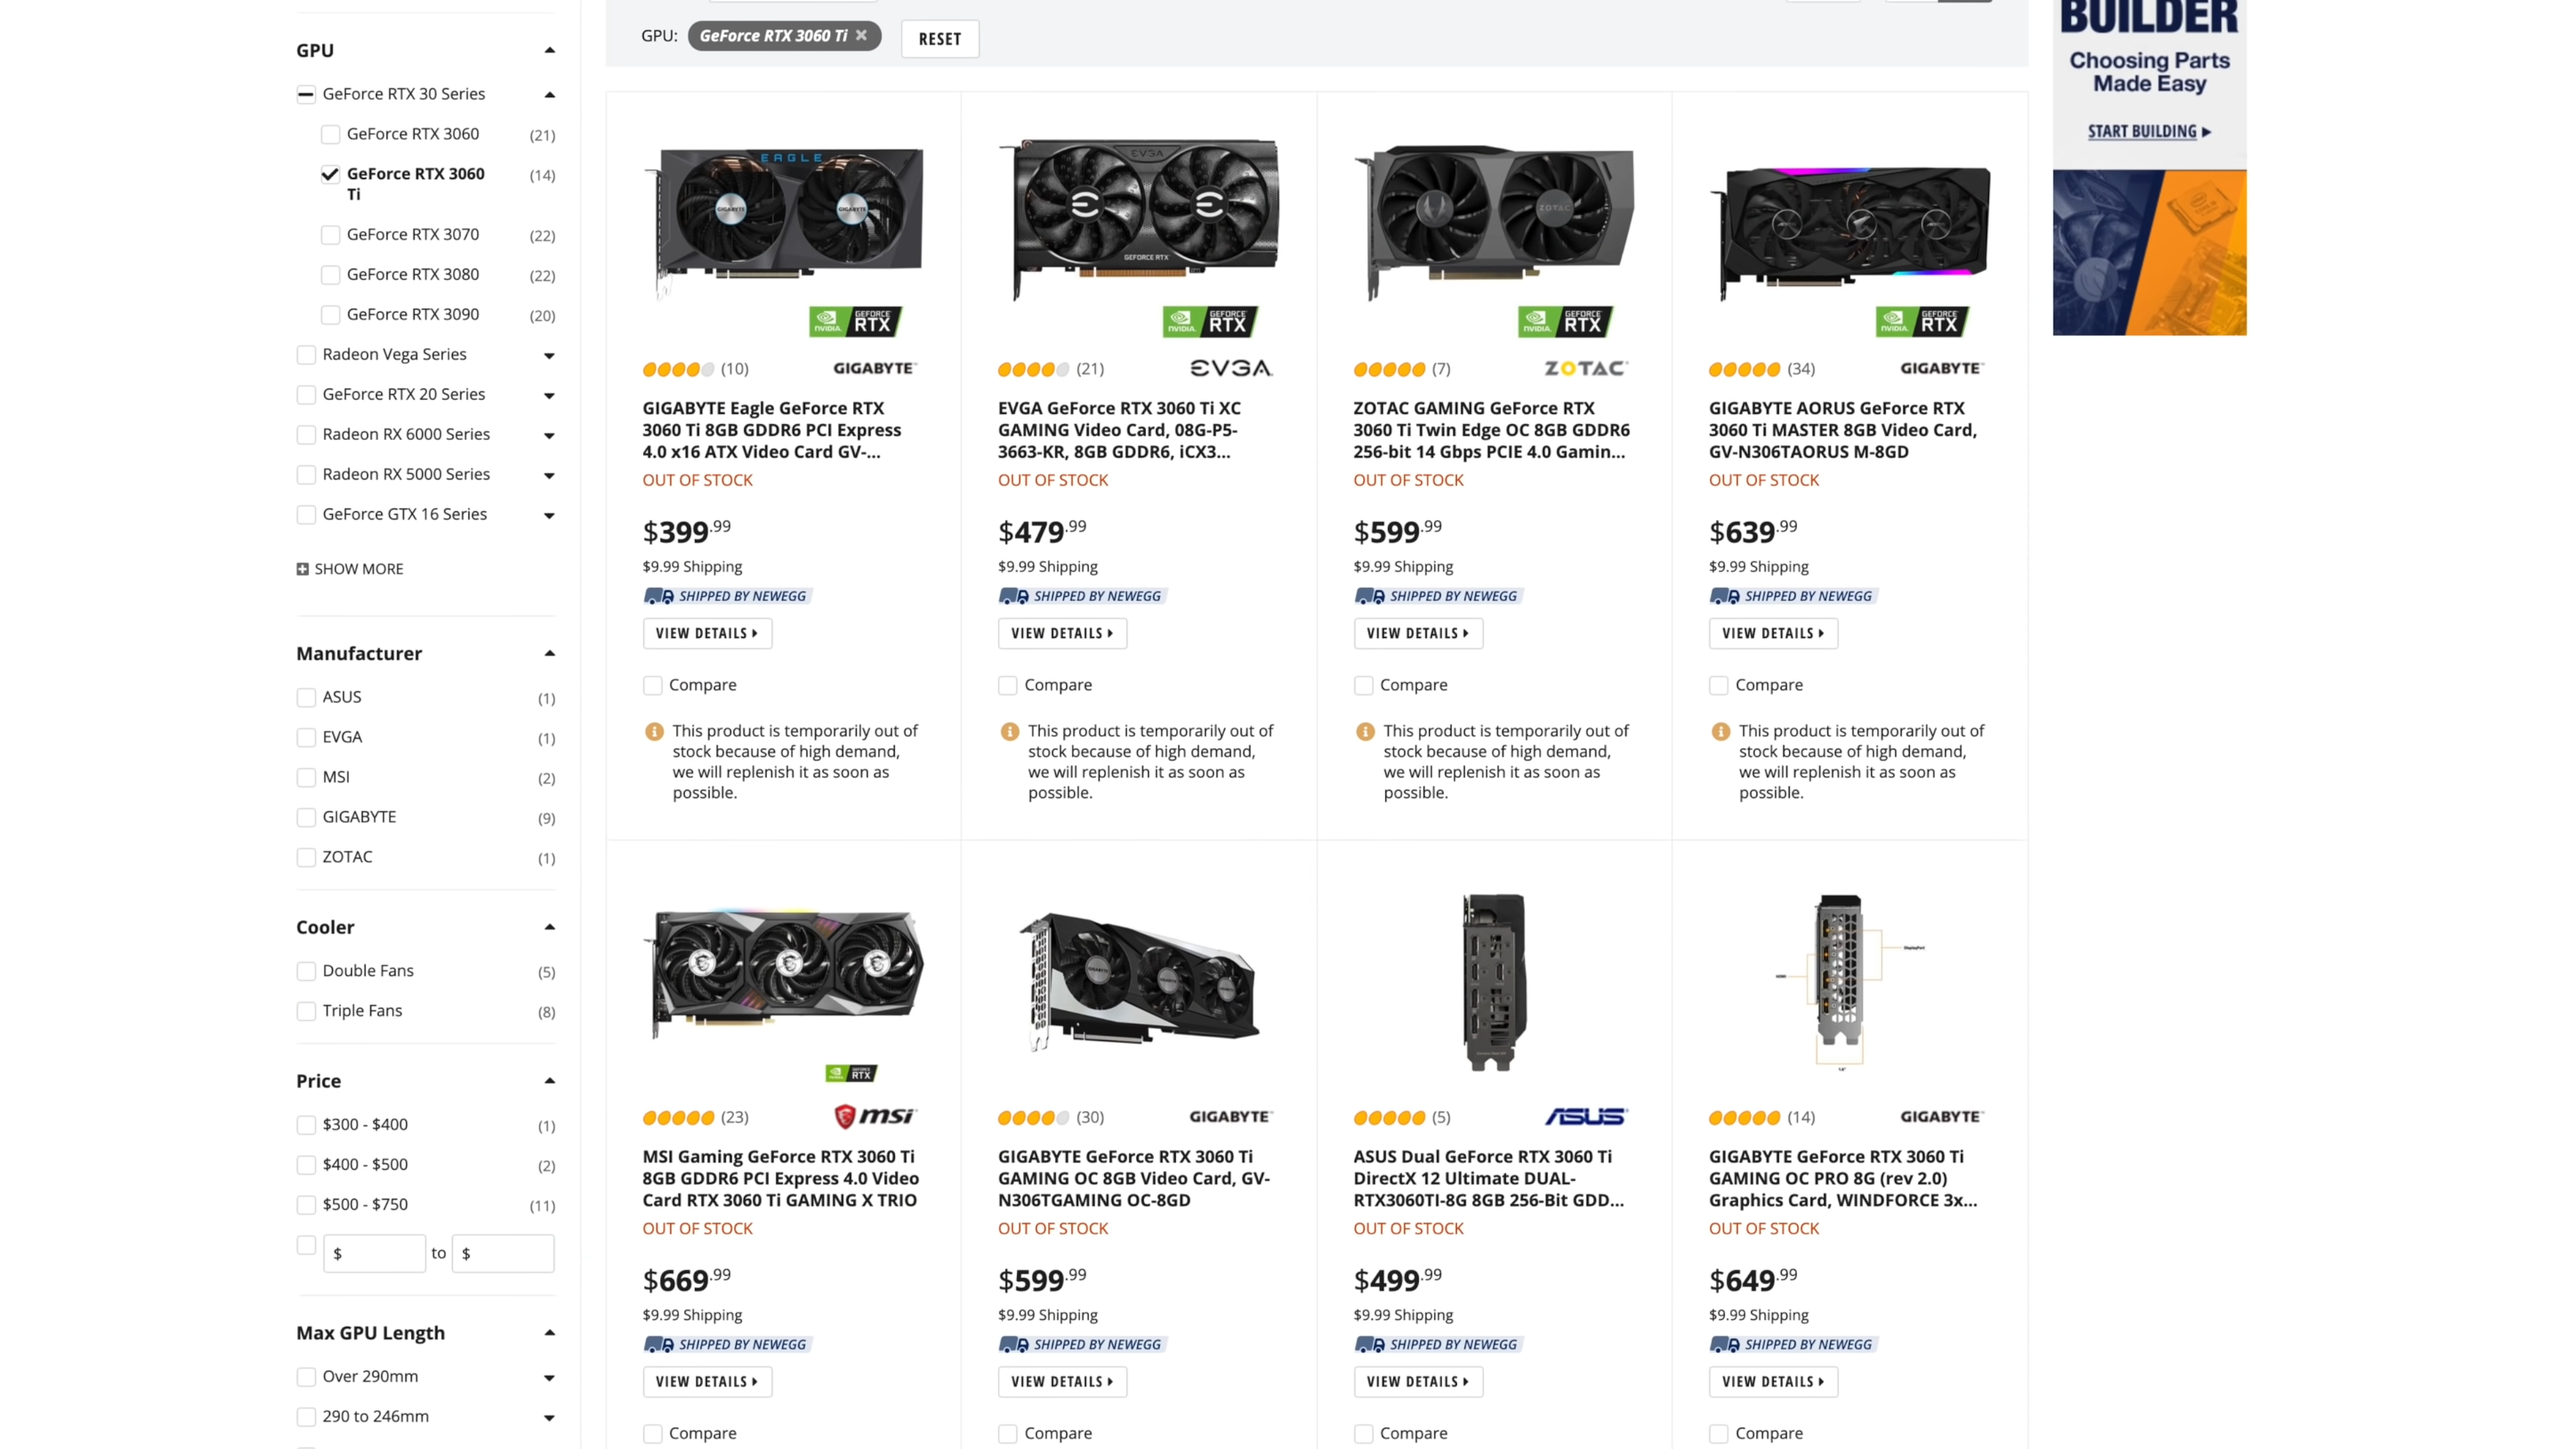 GPU
GeForce RTX 30 Series
GeForce RTX 3060 (21)
GeForce RTX 3060 (14)
Ti
GeForce RTX 3070 (22)
GeForce RTX 3080 (22)
GeForce RTX 3090 (20)
Radeon Vega Series
GeForce RTX 20 Series
Radeon RX 6000 Series
Radeon RX 5000 Series
GeForce GTX 16 Series
SHOW MORE
Manufacturer
ASUS (1)
EVGA (1)
MSI (2)
GIGABYTE (9)
ZOTAC (1)
Cooler
Double Fans (5)
Triple Fans (8)
Price
$300 - $400 (1)
$400 - $500 (2)
$500 - $750 (11)
$ to $
Max GPU Length
Over 290mm
290 to 246mm
GPU: GeForce RTX 3060 Ti RESET
EAGLE
GIGABYTE GIGABYTE
NVIDIA. GEFORCE RTX
(10) GIGABYTE
GIGABYTE Eagle GeForce RTX
3060 Ti 8GB GDDR6 PCI Express
4.0 x16 ATX Video Card GV-...
OUT OF STOCK
$399.99
$9.99 Shipping
SHIPPED BY NEWEGG
VIEW DETAILS
Compare
This product is temporarily out of
stock because of high demand,
we will replenish it as soon as
possible.
EVGA
GEFORCE RTX
NVIDIA. GEFORCE RTX
(21) EVGA
EVGA GeForce RTX 3060 Ti XC
GAMING Video Card, 08G-P5-
3663-KR, 8GB GDDR6, iCX3...
OUT OF STOCK
$479.99
$9.99 Shipping
SHIPPED BY NEWEGG
VIEW DETAILS
Compare
This product is temporarily out of
stock because of high demand,
we will replenish it as soon as
possible.
ZOTAC
NVIDIA. GEFORCE RTX
(7) ZOTAC
ZOTAC GAMING GeForce RTX
3060 Ti Twin Edge OC 8GB GDDR6
256-bit 14 Gbps PCIE 4.0 Gamin...
OUT OF STOCK
$599.99
$9.99 Shipping
SHIPPED BY NEWEGG
VIEW DETAILS
Compare
This product is temporarily out of
stock because of high demand,
we will replenish it as soon as
possible.
NVIDIA. GEFORCE RTX
(34) GIGABYTE
GIGABYTE AORUS GeForce RTX
3060 Ti MASTER 8GB Video Card,
GV-N306TAORUS M-8GD
OUT OF STOCK
$639.99
$9.99 Shipping
SHIPPED BY NEWEGG
VIEW DETAILS
Compare
This product is temporarily out of
stock because of high demand,
we will replenish it as soon as
possible.
RTX
(23) msi
MSI Gaming GeForce RTX 3060 Ti
8GB GDDR6 PCI Express 4.0 Video
Card RTX 3060 Ti GAMING X TRIO
OUT OF STOCK
$669.99
$9.99 Shipping
SHIPPED BY NEWEGG
VIEW DETAILS
Compare
(30) GIGABYTE
GIGABYTE GeForce RTX 3060 Ti
GAMING OC 8GB Video Card, GV-
N306TGAMING OC-8GD
OUT OF STOCK
$599.99
$9.99 Shipping
SHIPPED BY NEWEGG
VIEW DETAILS
Compare
(5) ASUS
ASUS Dual GeForce RTX 3060 Ti
DirectX 12 Ultimate DUAL-
RTX3060TI-8G 8GB 256-Bit GDD...
OUT OF STOCK
$499.99
$9.99 Shipping
SHIPPED BY NEWEGG
VIEW DETAILS
Compare
(14) GIGABYTE
GIGABYTE GeForce RTX 3060 Ti
GAMING OC PRO 8G (rev 2.0)
Graphics Card, WINDFORCE 3x...
OUT OF STOCK
$649.99
$9.99 Shipping
SHIPPED BY NEWEGG
VIEW DETAILS
Compare
BUILDER
Choosing Parts
Made Easy
START BUILDING